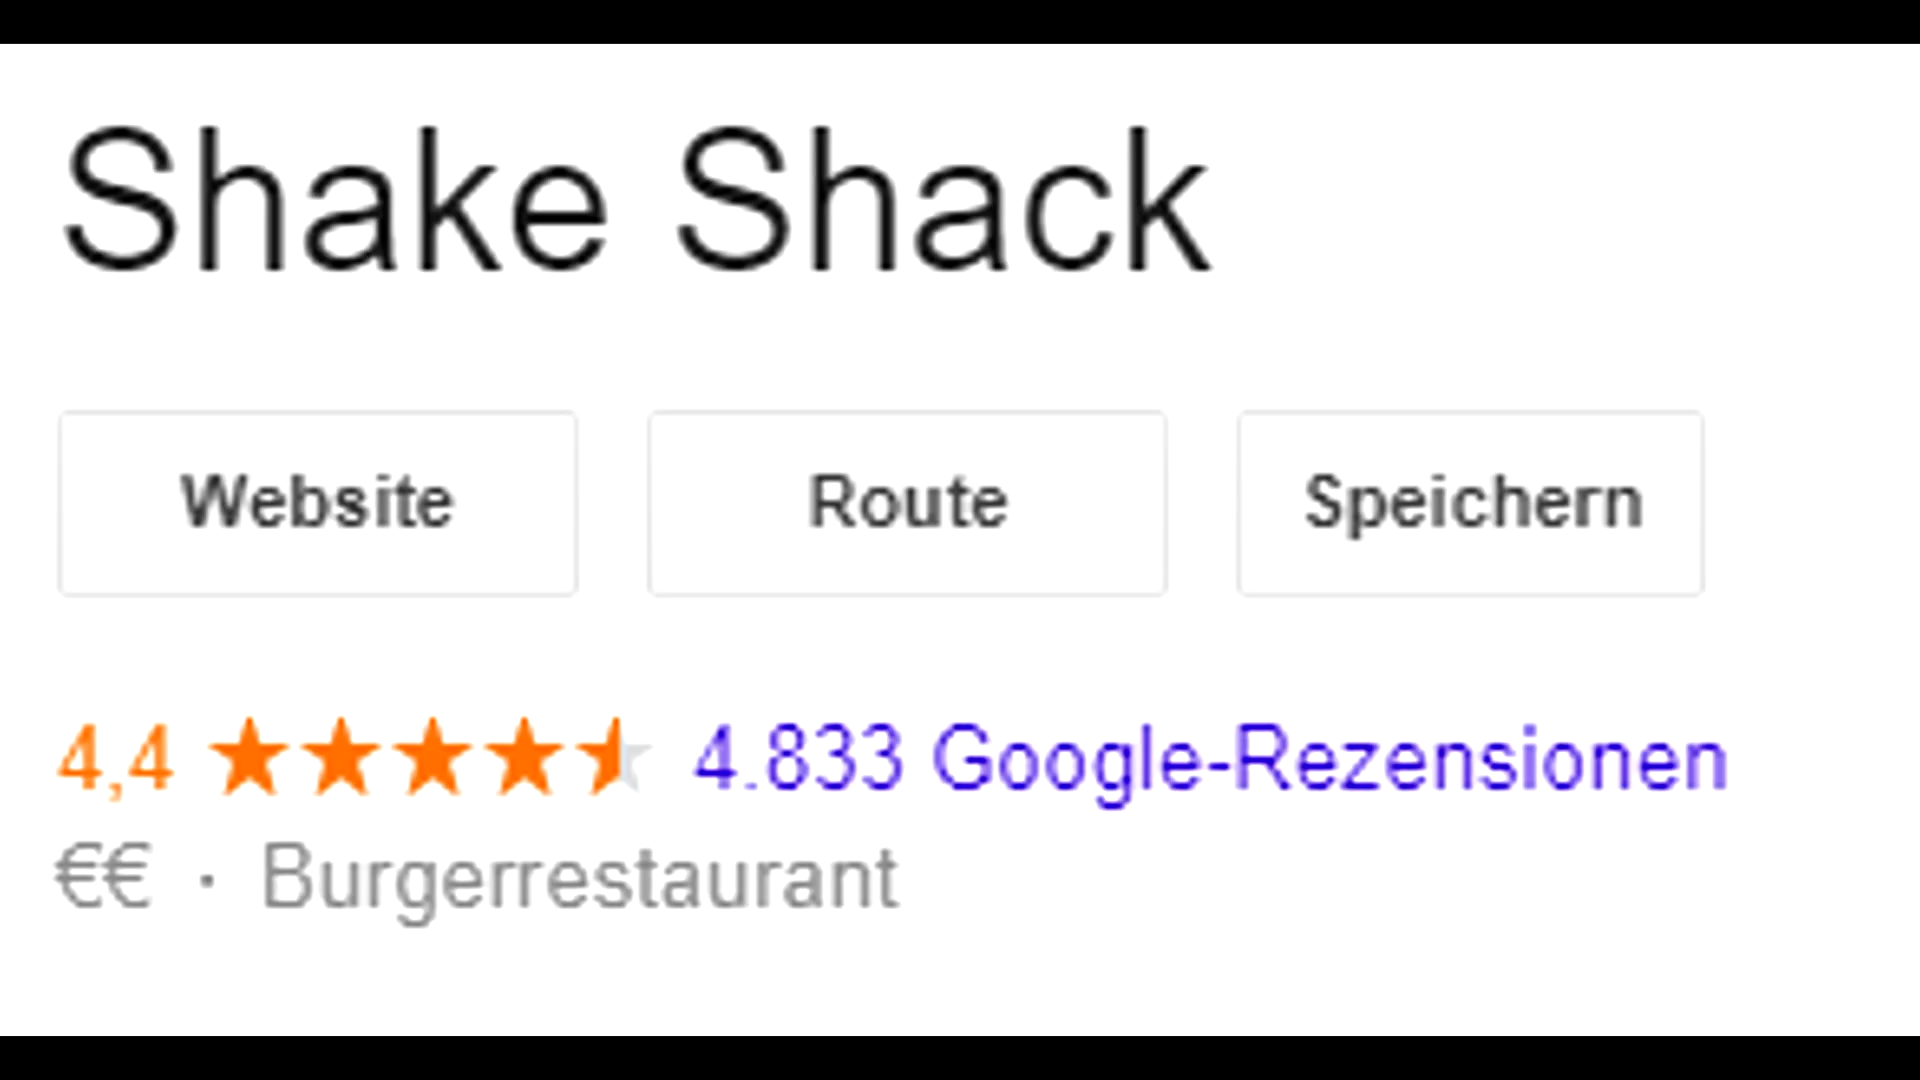 Shake Shack
Website Route Speichern
4,4 4.833 Google-Rezensionen
€€ · Burgerrestaurant